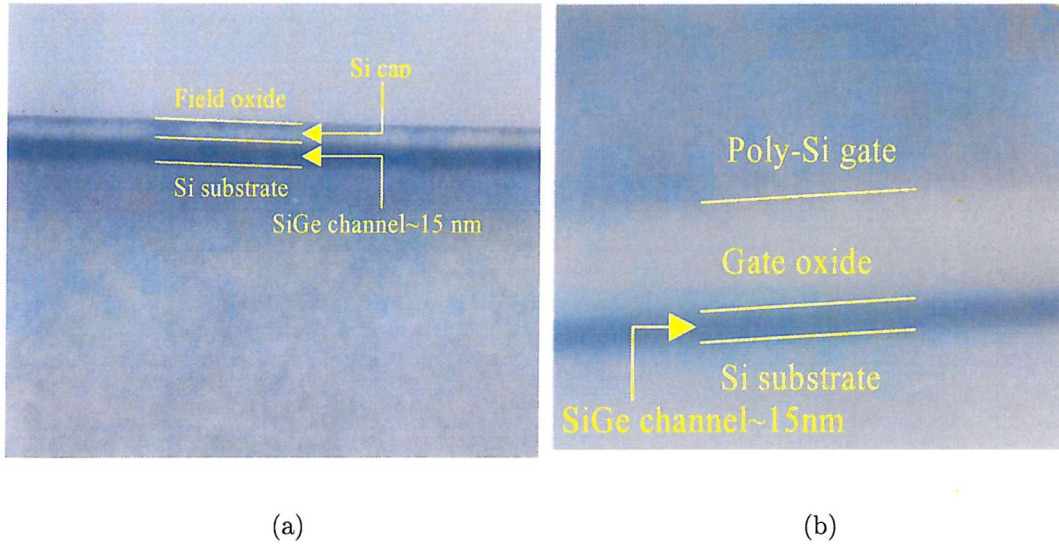 Si cap
Field oxide
Si substrate
SiGe channel~15 nm
Poly-Si gate
Gate oxide
Si substrate
SiGe channel~15nm
(a)
(b)